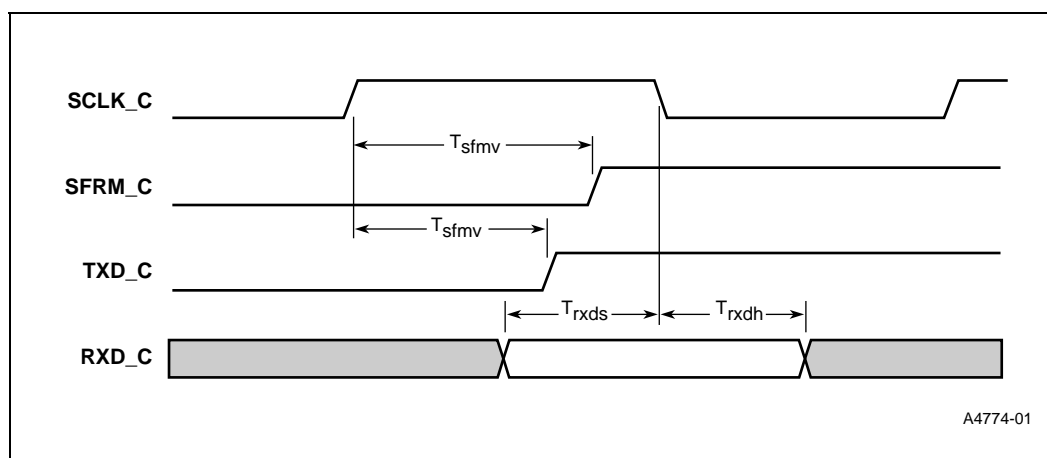 SCLK_C
Tsfmv
SFRM_C
Tsfmv
TXD_C
Trxds
Trxdh
RXD_C
A4774-01